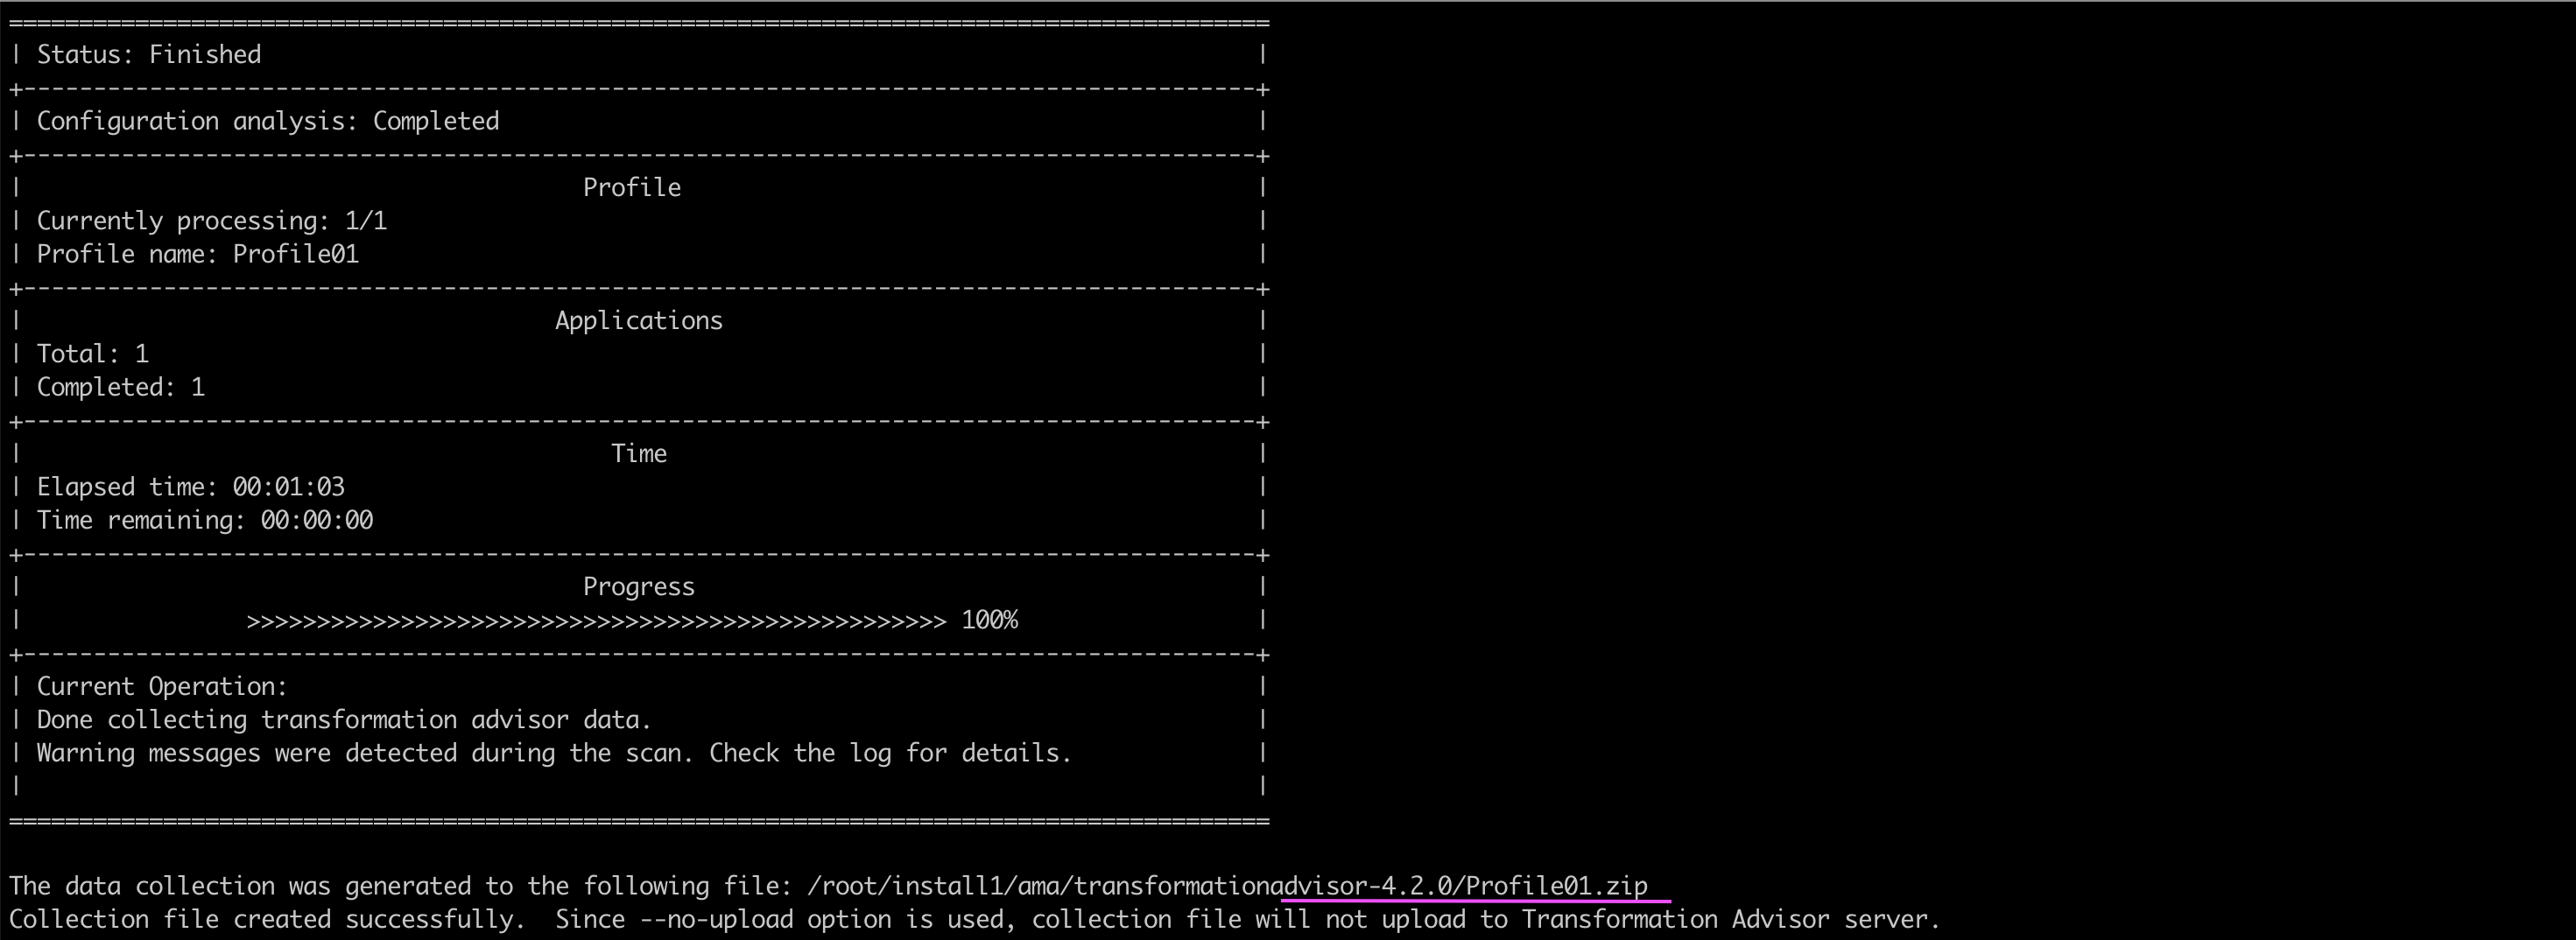 ==========================================================================================
| Status: Finished |
+----------------------------------------------------------------------------------------+
| Configuration analysis: Completed |
+----------------------------------------------------------------------------------------+
| Profile |
| Currently processing: 1/1 |
| Profile name: Profile01 |
+----------------------------------------------------------------------------------------+
| Applications |
| Total: 1 |
| Completed: 1 |
+----------------------------------------------------------------------------------------+
| Time |
| Elapsed time: 00:01:03 |
| Time remaining: 00:00:00 |
+----------------------------------------------------------------------------------------+
| Progress |
| >>>>>>>>>>>>>>>>>>>>>>>>>>>>>>>>>>>>>>>>>>>>>>>>>> 100% |
+----------------------------------------------------------------------------------------+
| Current Operation: |
| Done collecting transformation advisor data. |
| Warning messages were detected during the scan. Check the log for details. |
| |
==========================================================================================
The data collection was generated to the following file: /root/install1/ama/transformationadvisor-4.2.0/Profile01.zip
Collection file created successfully.  Since --no-upload option is used, collection file will not upload to Transformation Advisor server.